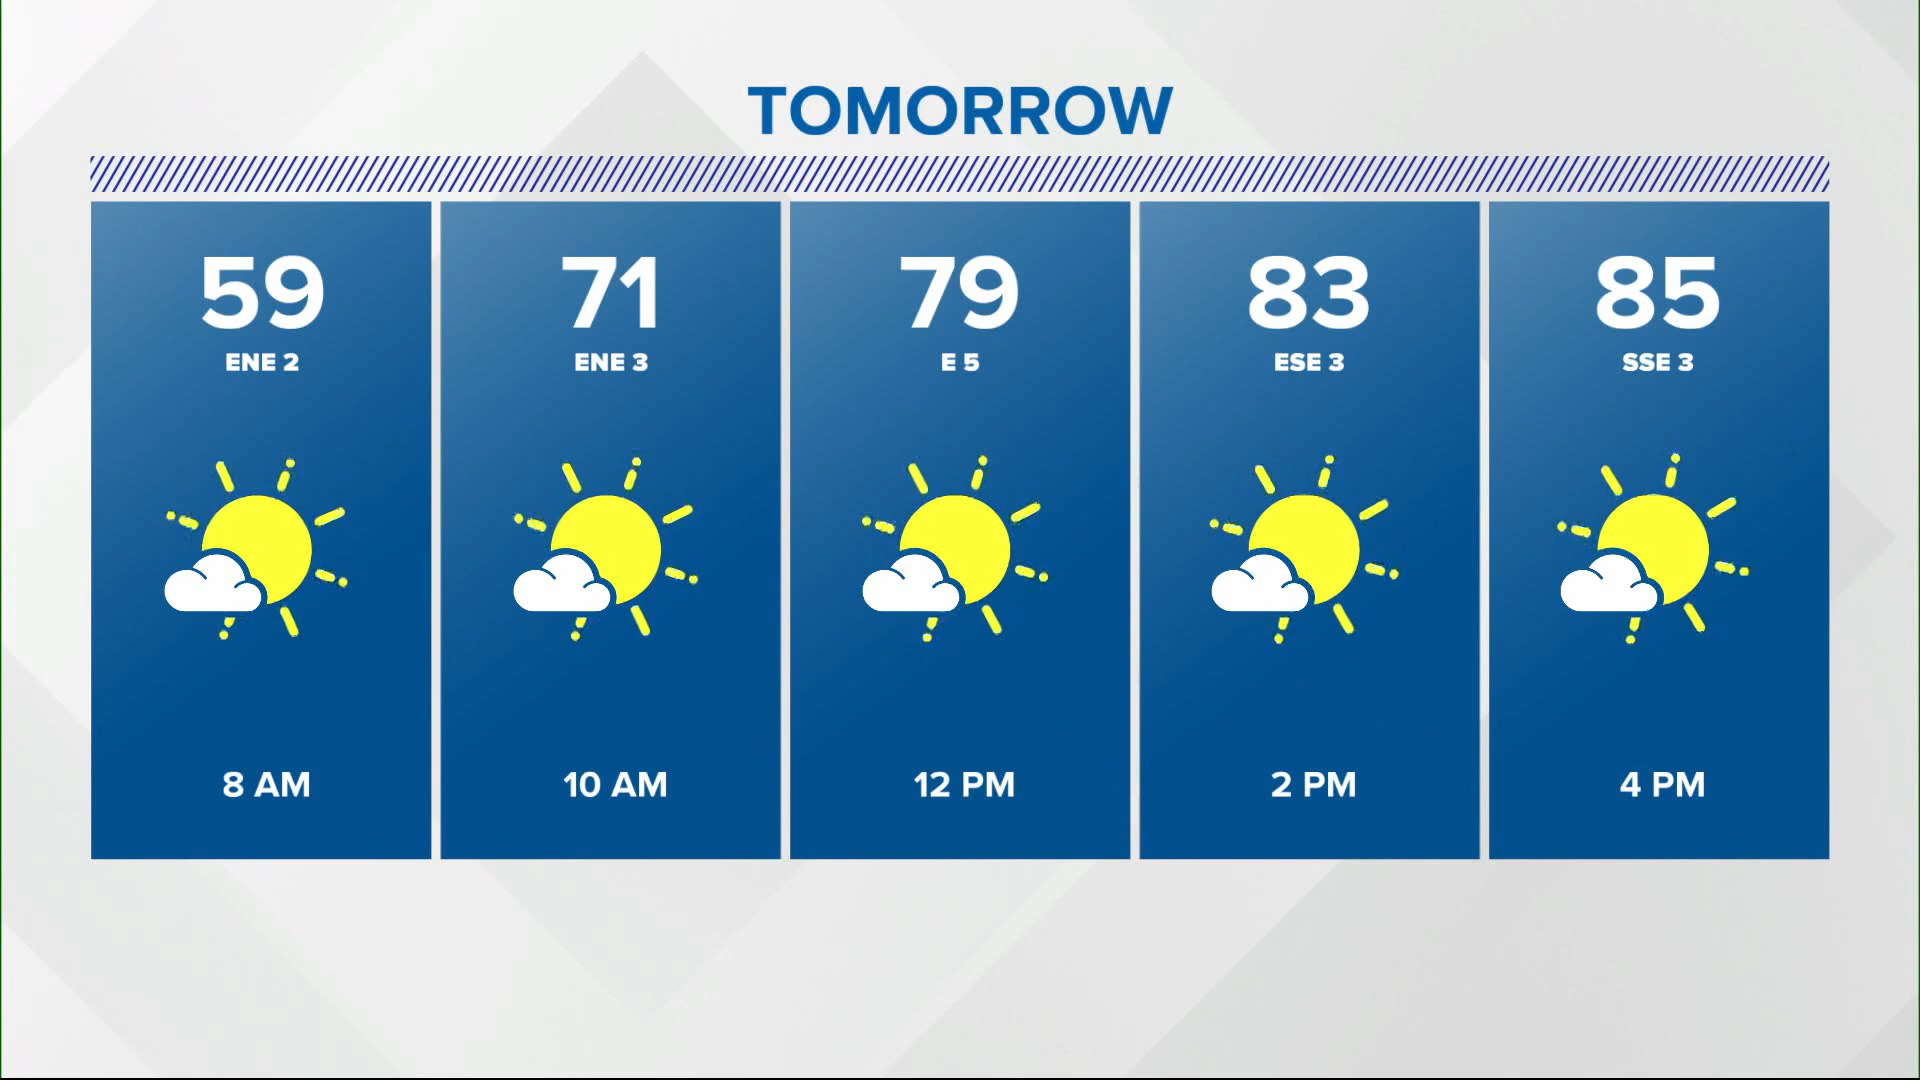 TOMORROW
59
ENE 2
8 AM
71
ENE 3
10 AM
79
E 5
12 PM
83
ESE 3
2 PM
85
SSE 3
4 PM